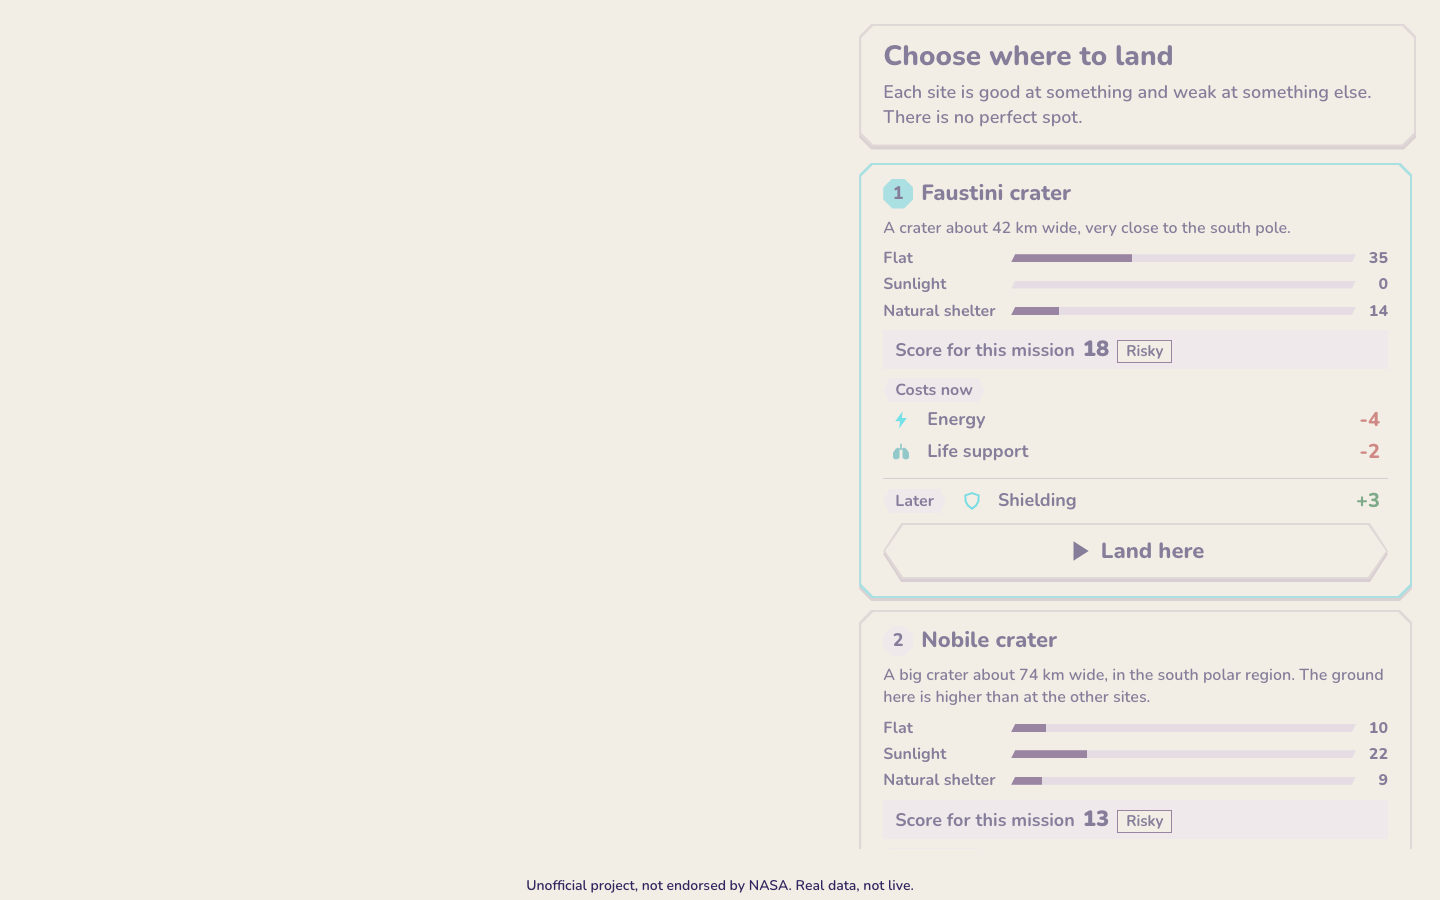 Choose where to land
Each site is good at something and weak at something else.
There is no perfect spot.
1 Faustini crater
A crater about 42 km wide, very close to the south pole.
Flat 35
Sunlight 0
Natural shelter 14
Score for this mission 18 Risky
Costs now
Energy -4
Life support -2
Later Shielding +3
Land here
2 Nobile crater
A big crater about 74 km wide, in the south polar region. The ground
here is higher than at the other sites.
Flat 10
Sunlight 22
Natural shelter 9
Score for this mission 13 Risky
Unofficial project, not endorsed by NASA. Real data, not live.